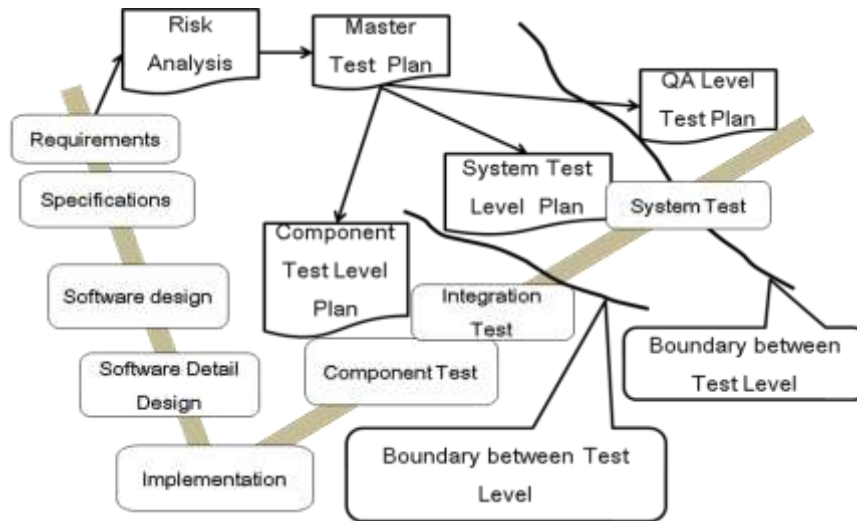 Risk
Analysis
Master
Test Plan
QA Level
Test Plan
Requirements
System Test
Level Plan
Specifications
System Test
Component
Test Level
Plan
Software design
Integration
Test
Boundary between
Test Level
Software Detail
Design
Component Test
Boundary between Test
Level
Implementation